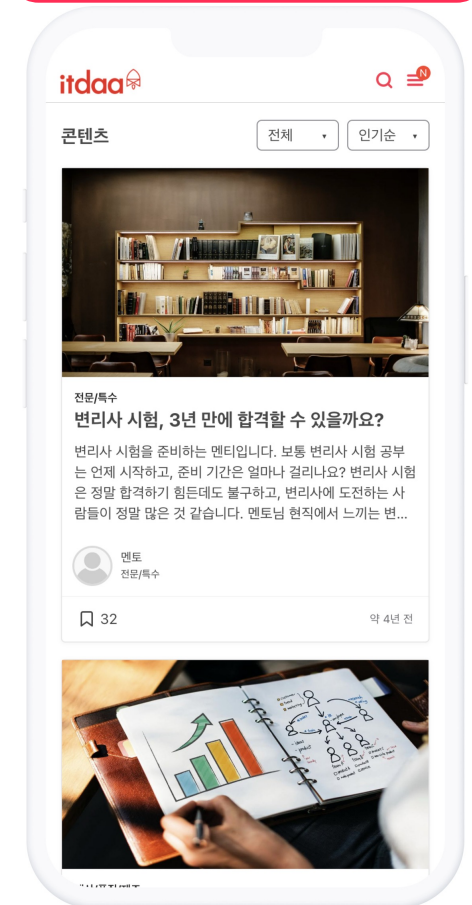 itdaa
N
콘텐츠
전체
인기순
전문/특수
변리사 시험, 3년 만에 합격할 수 있을까요?
변리사 시험을 준비하는 멘티입니다. 보통 변리사 시험 공부
는 언제 시작하고, 준비 기간은 얼마나 걸리나요? 변리사 시험
은 정말 합격하기 힘든데도 불구하고, 변리사에 도전하는 사
람들이 정말 많은 것 같습니다. 멘토님 현직에서 느끼는 변...
멘토
전문/특수
32
약 4년 전